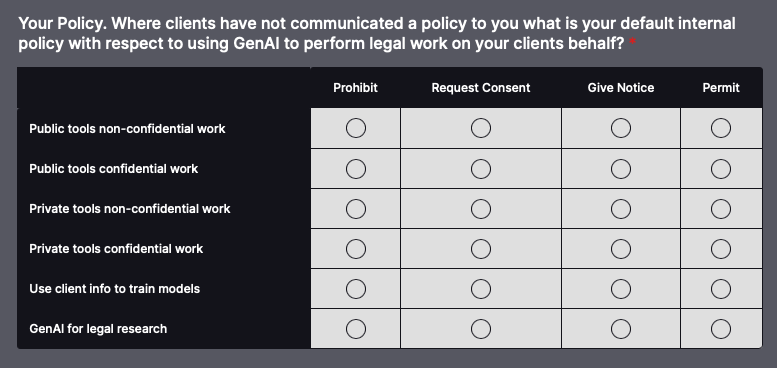 Your Policy. Where clients have not communicated a policy to you what is your default internal
policy with respect to using GenAI to perform legal work on your clients behalf? *
Prohibit Request Consent Give Notice Permit
Public tools non-confidential work
Public tools confidential work
Private tools non-confidential work
Private tools confidential work
Use client info to train models
GenAI for legal research